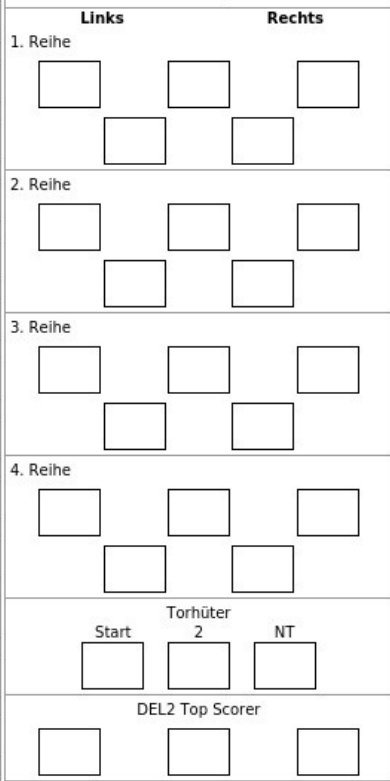 Links Rechts
1. Reihe
2. Reihe
3. Reihe
4. Reihe
Torhüter
Start 2 NT
DEL2 Top Scorer